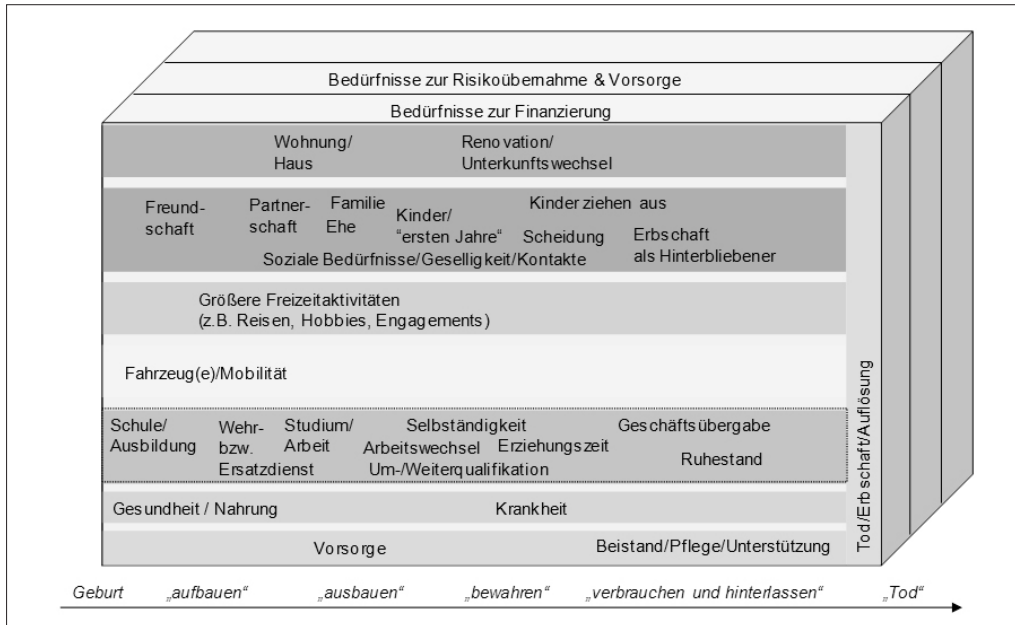 Bedürfnisse zur Risikoübernahme & Vorsorge
Bedürfnisse zur Finanzierung
Wohnung/
Haus
Renovation/
Unterkunftswechsel
Freund-
schaft
Partner-
schaft
Familie
Ehe
Kinder/
“ersten Jahre“
Kinder ziehen aus
Scheidung
Erbschaft
als Hinterbliebener
Soziale Bedürfnisse/Geselligkeit/Kontakte
Größere Freizeitaktivitäten
(z.B. Reisen, Hobbies, Engagements)
Fahrzeug(e)/Mobilität
Schule/
Ausbildung
Wehr-
bzw.
Ersatzdienst
Studium/
Arbeit
Selbständigkeit
Arbeitswechsel
Erziehungszeit
Um-/Weiterqualifikation
Geschäftsübergabe
Ruhestand
Gesundheit / Nahrung
Krankheit
Vorsorge
Beistand/Pflege/Unterstützung
Tod/Erbschaft/Auflösung
Geburt „aufbauen“ „ausbauen“ „bewahren“ „verbrauchen und hinterlassen“ „Tod“